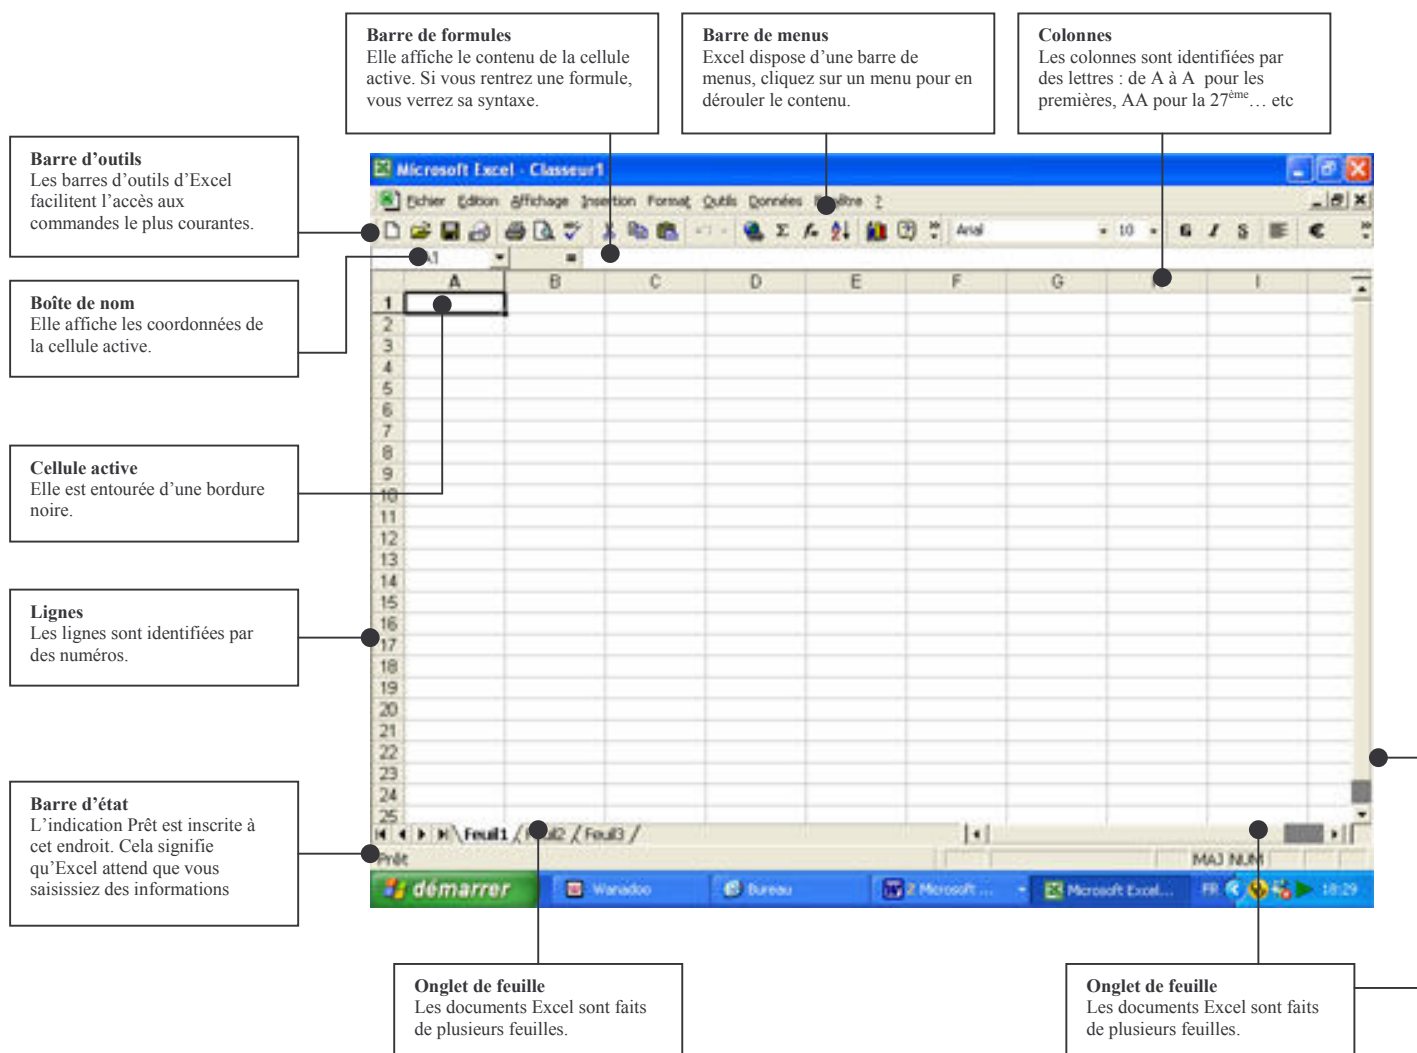 Barre de formules
Elle affiche le contenu de la cellule
active. Si vous rentrez une formule,
vous verrez sa syntaxe.
Barre de menus
Excel dispose d’une barre de
menus, cliquez sur un menu pour en
dérouler le contenu.
Colonnes
Les colonnes sont identifiées par
des lettres : de A à A pour les
premières, AA pour la 27ème… etc
Barre d’outils
Les barres d’outils d’Excel
facilitent l’accès aux
commandes le plus courantes.
Boîte de nom
Elle affiche les coordonnées de
la cellule active.
Cellule active
Elle est entourée d’une bordure
noire.
Lignes
Les lignes sont identifiées par
des numéros.
Barre d’état
L’indication Prêt est inscrite à
cet endroit. Cela signifie
qu’Excel attend que vous
saisissiez des informations
Microsoft Excel - Classeur1
Fichier Edition Affichage Insertion Format Outils Données ?
Arial 10 G I S €
A B C D E F G I
1
2
3
4
5
6
7
8
9
10
11
12
13
14
15
16
17
18
19
20
21
22
23
24
25
Feuil1 Feuil3
Prêt MAJ NUM
démarrer Wanadoo Bureau 2 Microsoft ... Microsoft Excel... FR 18:29
Onglet de feuille
Les documents Excel sont faits
de plusieurs feuilles.
Onglet de feuille
Les documents Excel sont faits
de plusieurs feuilles.